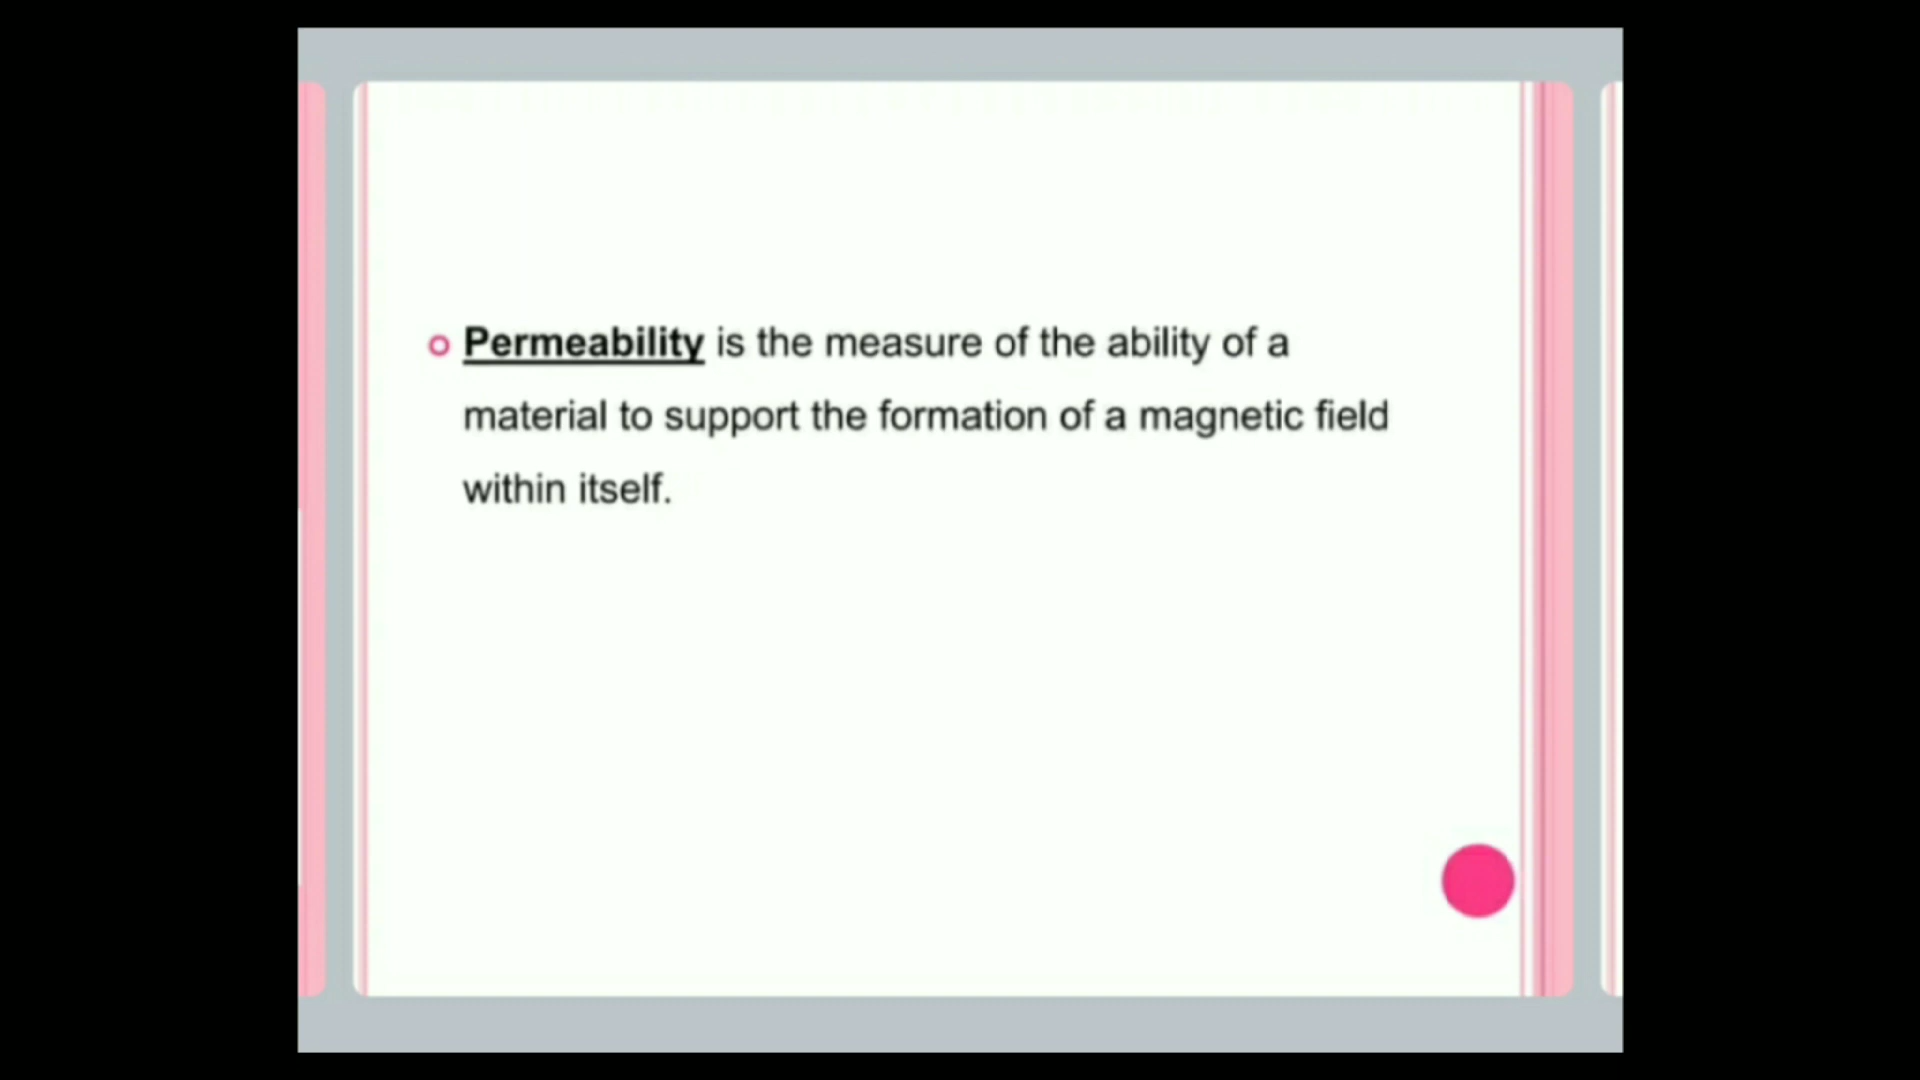 Permeability is the measure of the ability of a
material to support the formation of a magnetic field
within itself.